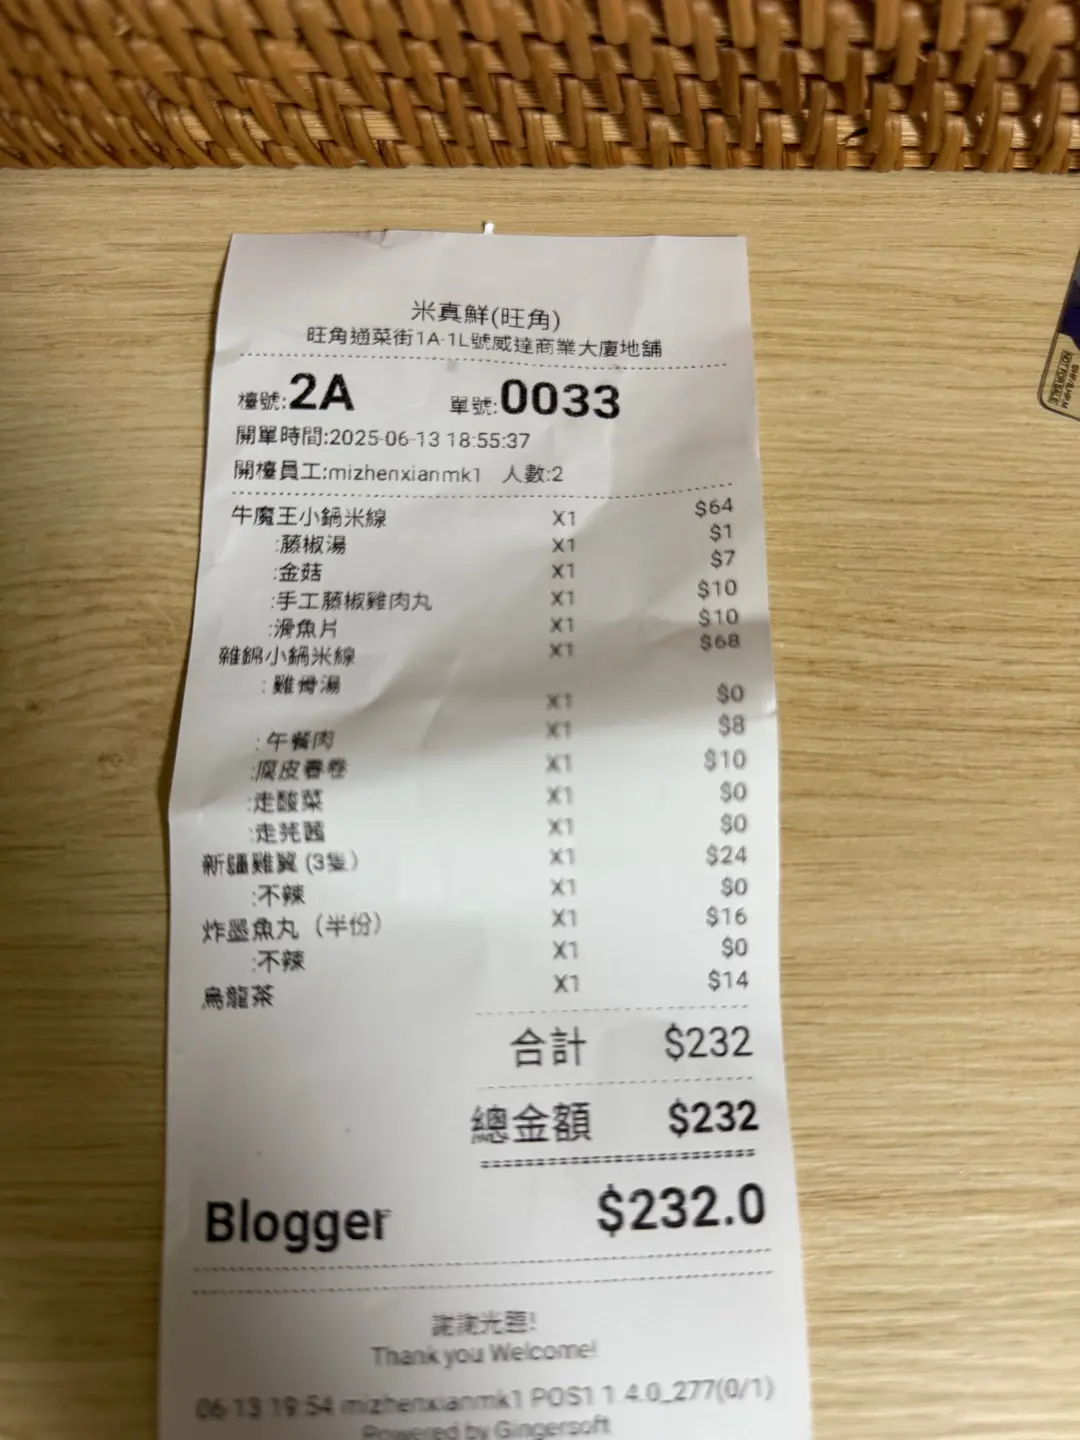 米真鮮(旺角)
旺角通菜街1A-1L號威達商業大廈地舖
檯號:2A 單號:0033
開單時間:2025-06-13 18:55:37
開檯員工:mizhenxianmk1 人數:2
牛魔王小鍋米線 X1 $64
:藤椒湯 X1 $1
:金菇 X1 $7
:手工藤椒雞肉丸 X1 $10
:滑魚片 X1 $10
雜錦小鍋米線 X1 $68
:雞骨湯 X1 $0
:午餐肉 X1 $8
:腐皮春卷 X1 $10
:走酸菜 X1 $0
:走芫茜 X1 $0
新疆雞翼 (3隻) X1 $24
:不辣 X1 $0
炸墨魚丸（半份） X1 $16
:不辣 X1 $0
烏龍茶 X1 $14
合計 $232
總金額 $232
Blogger $232.0
謝謝光臨!
Thank you Welcome!
06-13 19:54 mizhenxianmk1 POS1 1.4.0_277(0/1)
Powered by Gingersoft
NOT FOR SALE